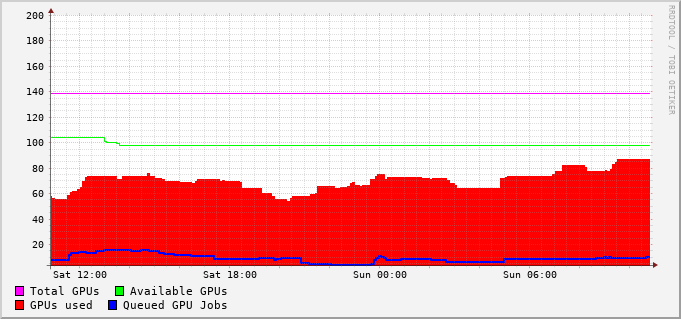 RRDTOOL / TOBI OETIKER
200
180
160
140
120
100
80
60
40
20
Sat 12:00 Sat 18:00 Sun 00:00 Sun 06:00
Total GPUs Available GPUs
GPUs used Queued GPU Jobs